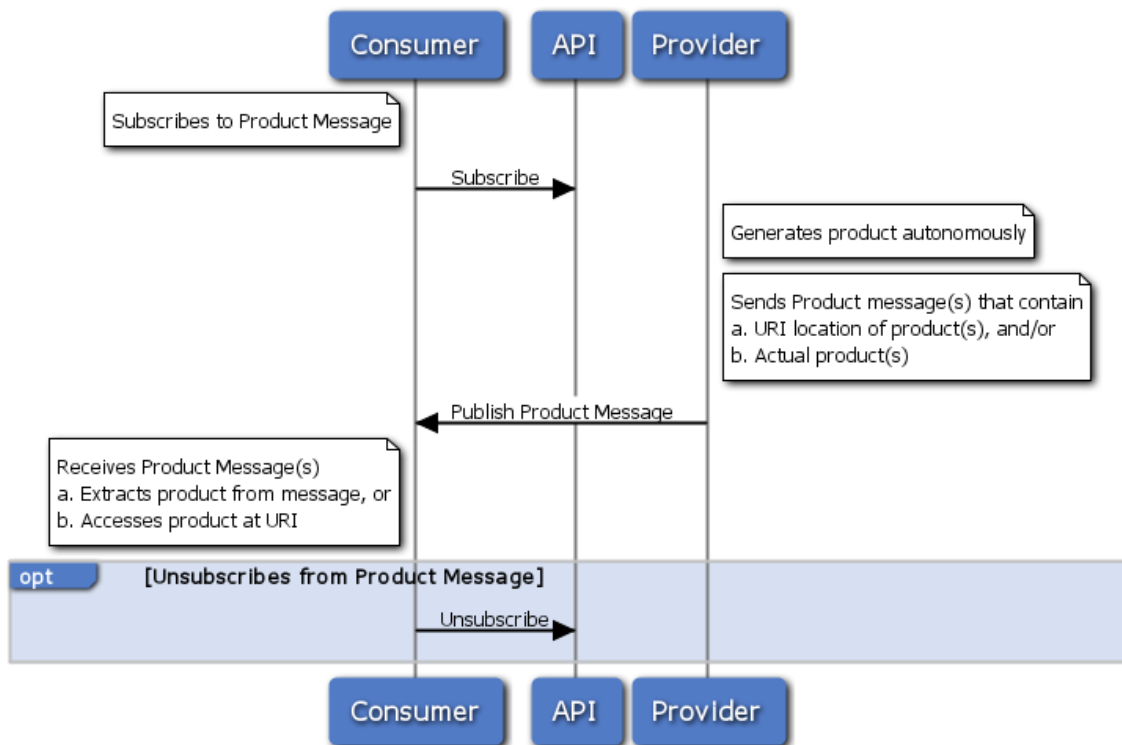 Consumer
API
Provider
Subscribes to Product Message
Subscribe
Generates product autonomously
Sends Product message(s) that contain
a. URI location of product(s), and/or
b. Actual product(s)
Publish Product Message
Receives Product Message(s)
a. Extracts product from message, or
b. Accesses product at URI
opt
[Unsubscribes from Product Message]
Unsubscribe
Consumer
API
Provider